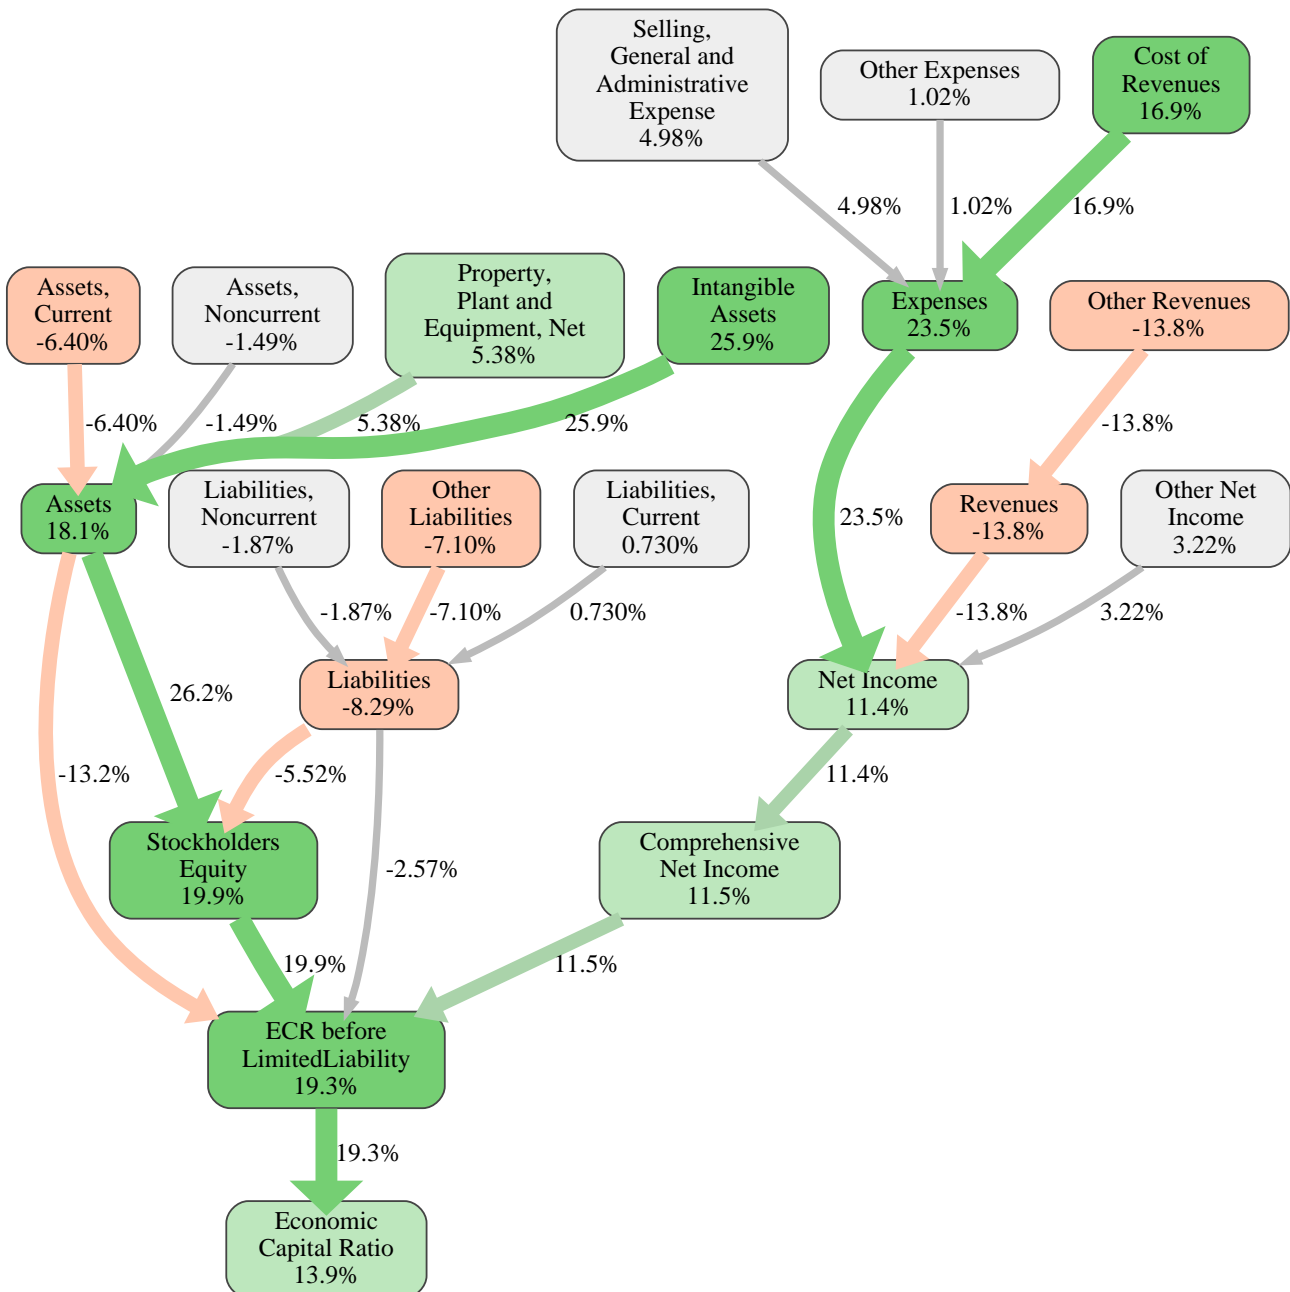 Selling,
General and
Administrative
Expense
4.98%
Other Expenses
1.02%
Cost of
Revenues
16.9%
4.98%
1.02%
16.9%
Assets,
Current
-6.40%
Assets,
Noncurrent
-1.49%
Property,
Plant and
Equipment, Net
5.38%
Intangible
Assets
25.9%
Expenses
23.5%
Other Revenues
-13.8%
-6.40%
-1.49%
5.38%
25.9%
-13.8%
Assets
18.1%
Liabilities,
Noncurrent
-1.87%
Other
Liabilities
-7.10%
Liabilities,
Current
0.730%
23.5%
Revenues
-13.8%
Other Net
Income
3.22%
-1.87%
-7.10%
0.730%
-13.8%
3.22%
26.2%
Liabilities
-8.29%
Net Income
11.4%
-13.2%
-5.52%
11.4%
Stockholders
Equity
19.9%
-2.57%
Comprehensive
Net Income
11.5%
19.9%
11.5%
ECR before
LimitedLiability
19.3%
19.3%
Economic
Capital Ratio
13.9%